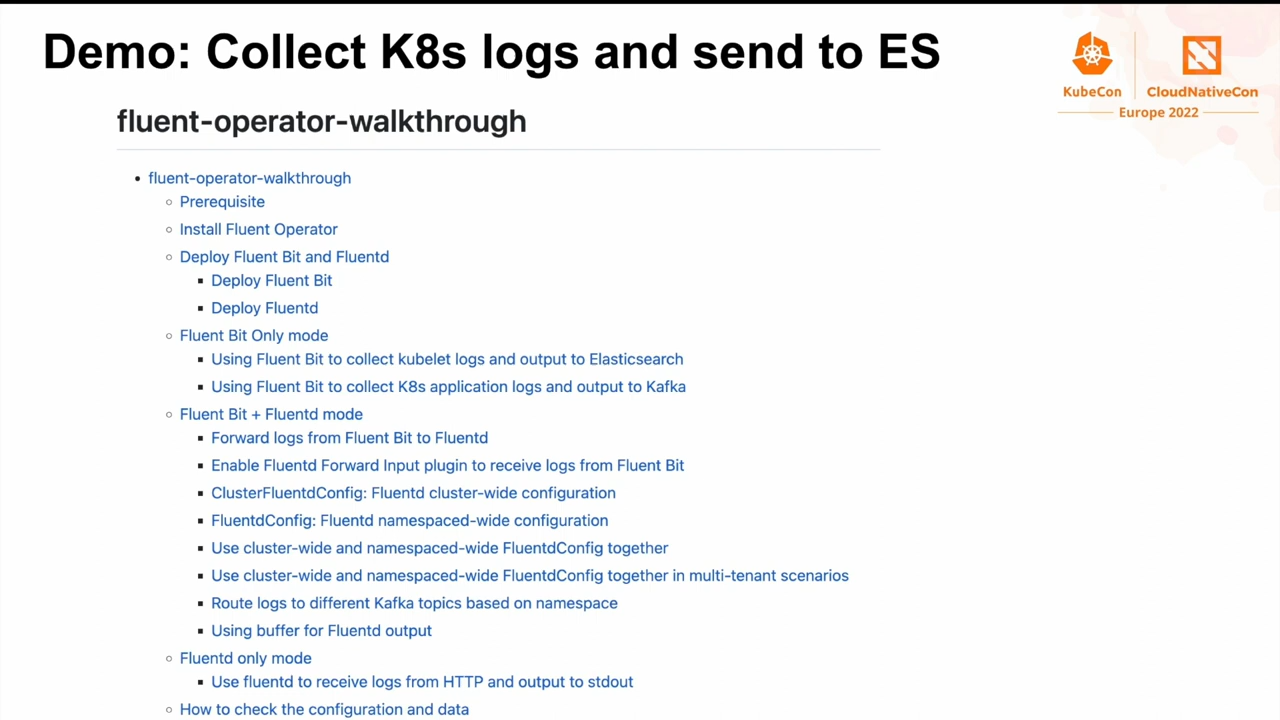 Demo: Collect K8s logs and send to ES
KubeCon
CloudNativeCon
Europe 2022
fluent-operator-walkthrough
fluent-operator-walkthrough
Prerequisite
Install Fluent Operator
Deploy Fluent Bit and Fluentd
Deploy Fluent Bit
Deploy Fluentd
Fluent Bit Only mode
Using Fluent Bit to collect kubelet logs and output to Elasticsearch
Using Fluent Bit to collect K8s application logs and output to Kafka
Fluent Bit + Fluentd mode
Forward logs from Fluent Bit to Fluentd
Enable Fluentd Forward Input plugin to receive logs from Fluent Bit
ClusterFluentdConfig: Fluentd cluster-wide configuration
FluentdConfig: Fluentd namespaced-wide configuration
Use cluster-wide and namespaced-wide FluentdConfig together
Use cluster-wide and namespaced-wide FluentdConfig together in multi-tenant scenarios
Route logs to different Kafka topics based on namespace
Using buffer for Fluentd output
Fluentd only mode
Use fluentd to receive logs from HTTP and output to stdout
How to check the configuration and data